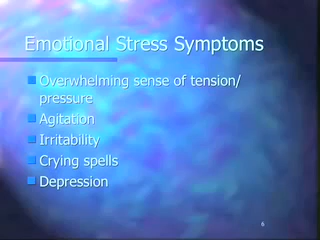 Emotional Stress Symptoms
Overwhelming sense of tension/
pressure
Agitation
Irritability
Crying spells
Depression
6